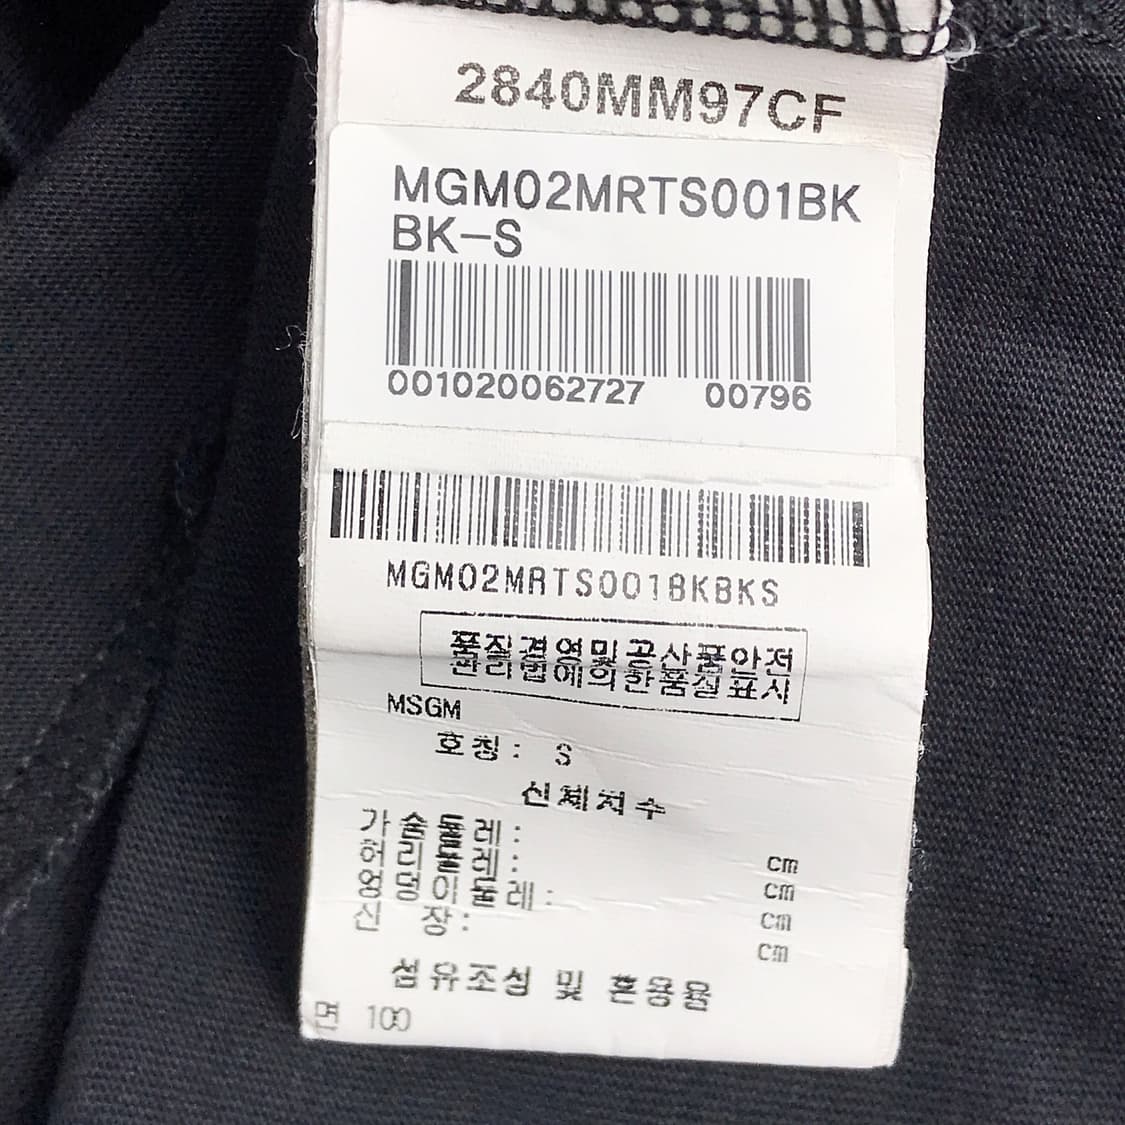 2840MM97CF
MGM02MRTS001BK
BK-S
001020062727 00796
MGM02MRTS001BKBKS
품질경영및공산품안저
관리법에의한품질표시
MSGM
호칭: S
신체치수
가슴둘레: cm
허리둘레: cm
엉덩이둘레: cm
신장: cm
섬유조성 및 혼용율
면 100